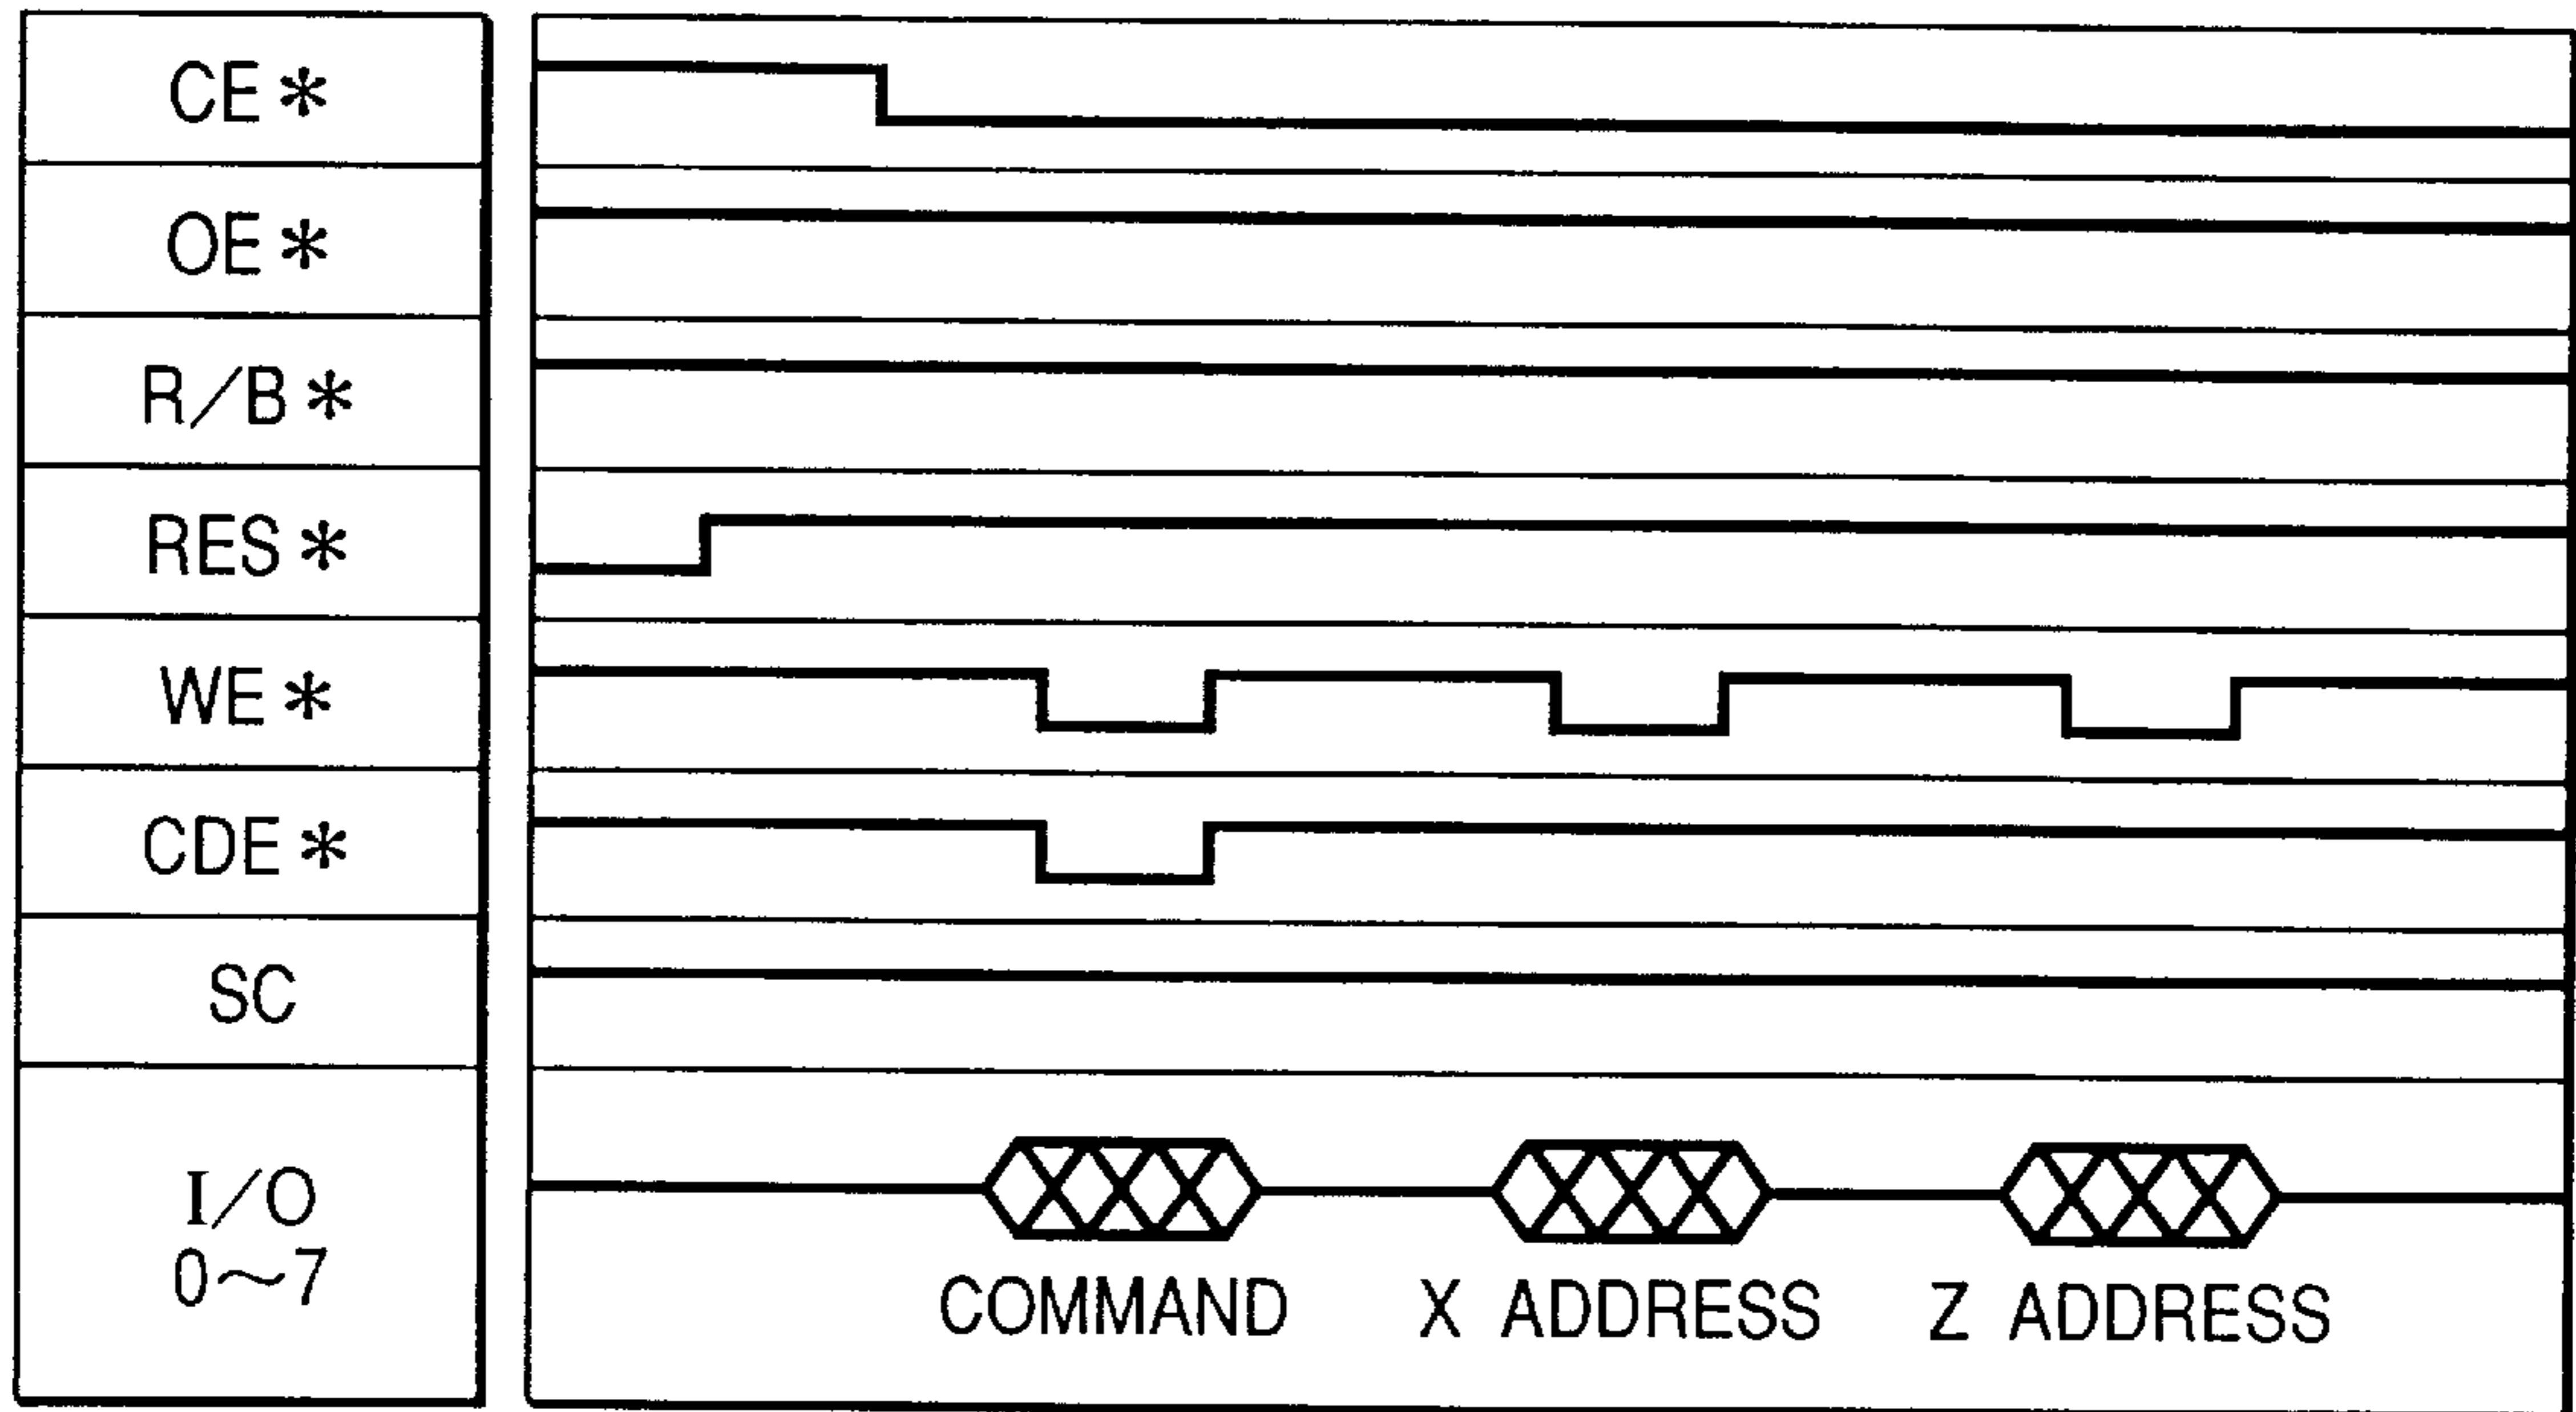 CE*
OE*
R/B*
RES*
WE*
CDE*
SC
I/O
0~7
COMMAND X ADDRESS Z ADDRESS